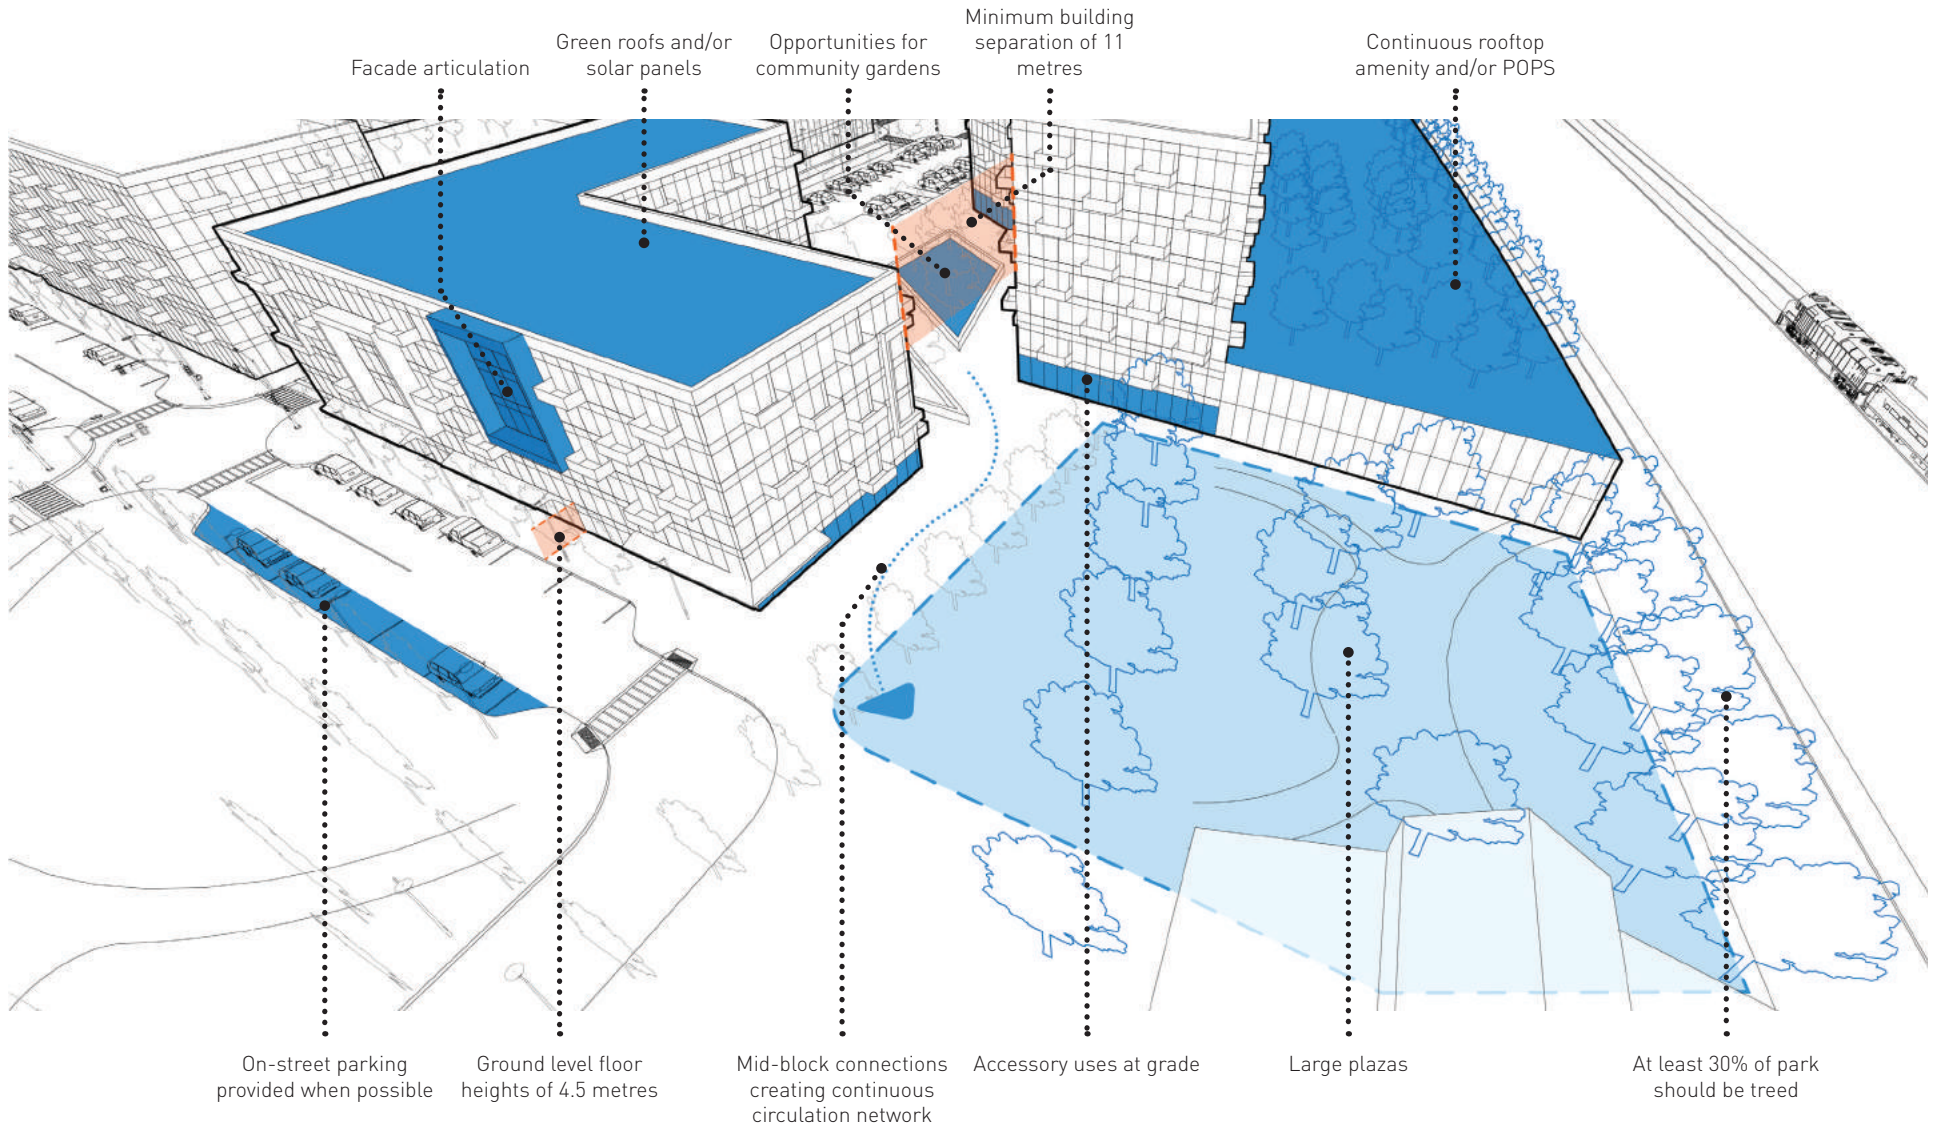 Facade articulation
Green roofs and/or
solar panels
Opportunities for
community gardens
Minimum building
separation of 11
metres
Continuous rooftop
amenity and/or POPS
On-street parking
provided when possible
Ground level floor
heights of 4.5 metres
Mid-block connections
creating continuous
circulation network
Accessory uses at grade
Large plazas
At least 30% of park
should be treed